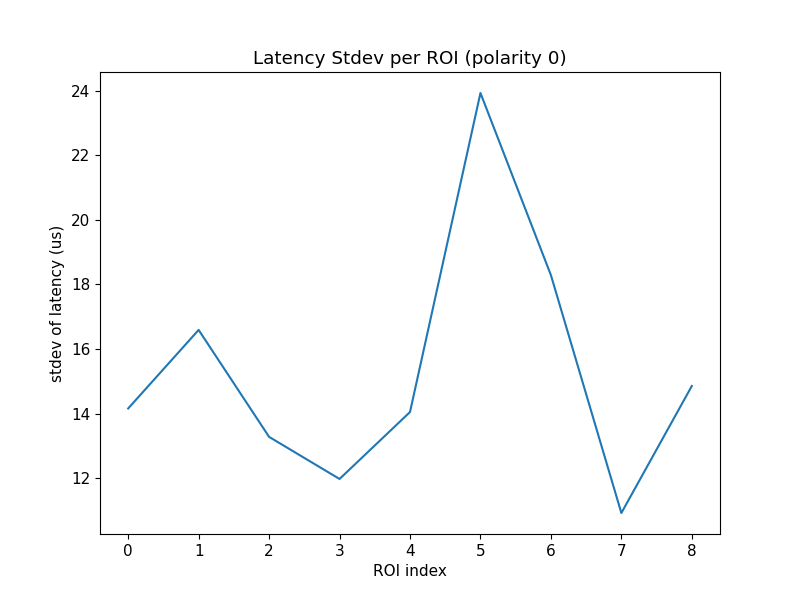 Latency Stdev per ROI (polarity 0)
24
22
20
18
16
14
12
stdev of latency (us)
0 1 2 3 4 5 6 7 8
ROI index